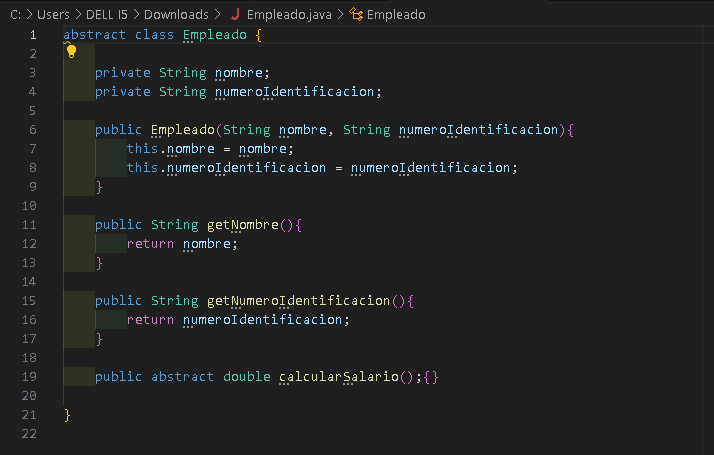 C: > Users > DELL I5 > Downloads > J Empleado.java > Empleado
1 abstract class Empleado {
2
3 private String nombre;
4 private String numeroIdentificacion;
5
6 public Empleado(String nombre, String numeroIdentificacion){
7 this.nombre = nombre;
8 this.numeroIdentificacion = numeroIdentificacion;
9 }
10
11 public String getNombre(){
12 return nombre;
13 }
14
15 public String getNumeroIdentificacion(){
16 return numeroIdentificacion;
17 }
18
19 public abstract double calcularSalario();{}
20
21 }
22